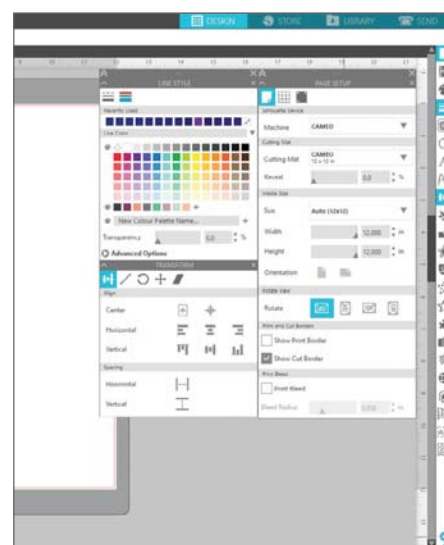 DESIGN
STORE
LIBRARY
SEND
LINE STYLE
Recently Used
Line Color
New Colour Palette Name...
Transparency
0.0
%
Advanced Options
TRANSFORM
Align
Center
Horizontal
Vertical
Spacing
Horizontal
Vertical
PAGE SETUP
Silhouette Device
Machine
CAMEO
Cutting Mat
Cutting Mat
CAMEO
12 x 12 in
Reveal
0.0
%
Media Size
Size
Auto (12x12)
Width
12.000
in
Height
12.000
in
Orientation
Rotate View
Rotate
Print and Cut Borders
Show Print Border
Show Cut Border
Print Bleed
Print Bleed
Bleed Radius
in